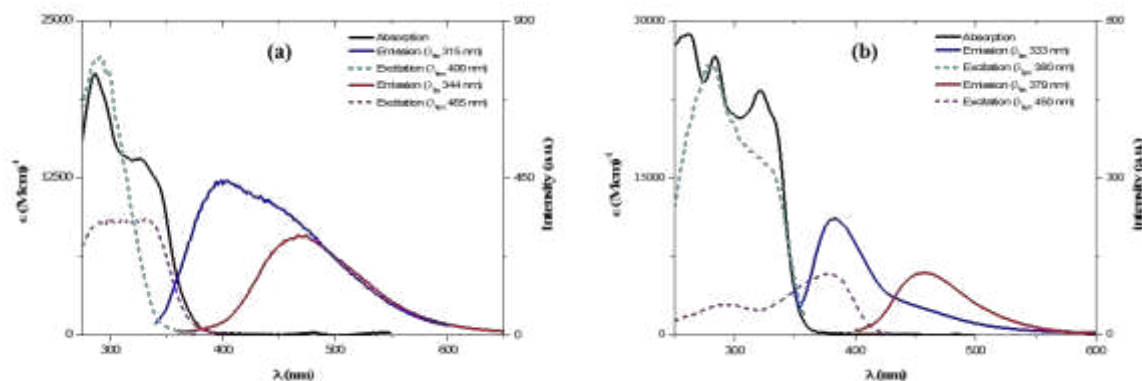 25000
12500
0
ε (Mcm)⁻¹
(a)
Absorption
Emission (λex 315 nm)
Excitation (λem 400 nm)
Emission (λex 344 nm)
Excitation (λem 465 nm)
900
450
0
Intensity (a.u.)
300
400
500
600
λ (nm)
30000
15000
0
ε (Mcm)⁻¹
(b)
Absorption
Emission (λex 333 nm)
Excitation (λem 380 nm)
Emission (λex 379 nm)
Excitation (λem 450 nm)
600
300
0
Intensity (a.u.)
300
400
500
600
λ (nm)